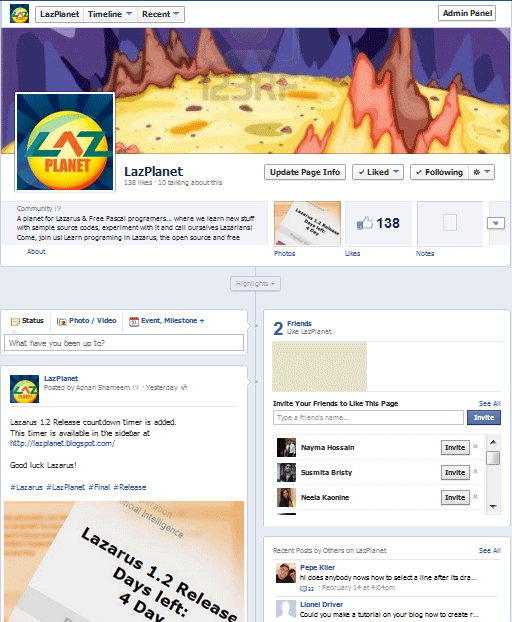 LazPlanet Timeline Recent Admin Panel
123RF
LAZ
PLANET
LazPlanet
138 likes · 10 talking about this
Update Page Info ✓ Liked ✓ Following
Community
A planet for Lazarus & Free Pascal programers... where we learn new stuff
with sample source codes, experiment with it and call ourselves Lazarians!
Come, join us! Learn programing in Lazarus, the open source and free
About
Lazarus 1.2 Release
Days left:
4 Day
138
Photos Likes Notes
Highlights
Status Photo / Video Event, Milestone +
What have you been up to?
LazPlanet
Posted by Adnan Shameem · Yesterday
Lazarus 1.2 Release countdown timer is added.
This timer is available in the sidebar at
http://lazplanet.blogspot.com/
Good luck Lazarus!
#Lazarus #LazPlanet #Final #Release
Intelligence
Lazarus 1.2 Release
Days left:
4 Day
2 Friends
Like LazPlanet
Invite Your Friends to Like This Page See All
Type a friend's name... Invite
Nayma Hossain Invite ×
Susmita Bristy Invite ×
Neela Kaonine Invite ×
Recent Posts by Others on LazPlanet See All
Pepe Kiler
hi does anybody nows how to select a line after its dra...
33 · February 14 at 4:04pm
Lionel Driver
Could you make a tutorial on your blog how to create r...